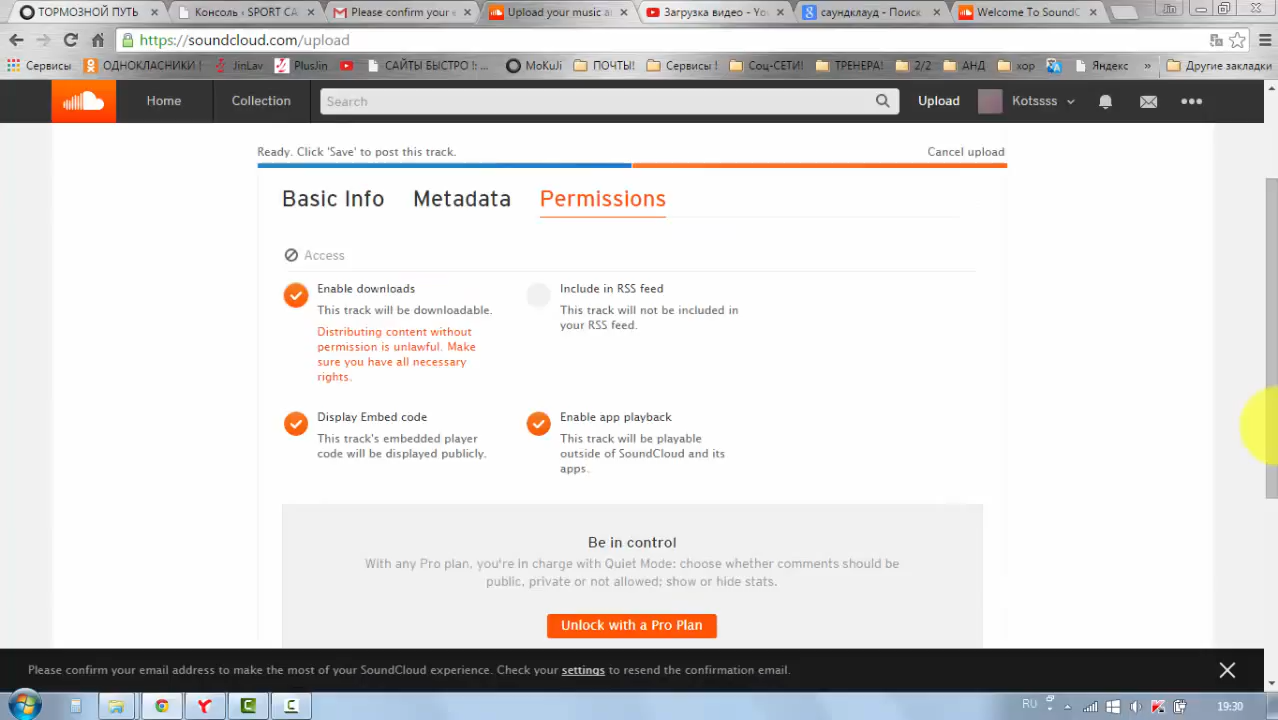 ТОРМОЗНОЙ ПУТЬ
Консоль - SPORT CA
Please confirm your e
Upload your music a
Загрузка видео - You
саундклауд - Поиск
Welcome To SoundC
https://soundcloud.com/upload
Сервисы
ОДНОКЛАСНИКИ !
JinLav
PlusJin
САЙТЫ БЫСТРО !: ...
MoKuJi
ПОЧТЫ!
Сервисы !
Соц-СЕТИ!
ТРЕНЕРА!
2/2
АНД
хор
Яндекс
»
Другие закладки
Home
Collection
Search
Upload
Kotssss
Ready. Click 'Save' to post this track.
Cancel upload
Basic Info
Metadata
Permissions
Access
Enable downloads
This track will be downloadable.
Distributing content without
permission is unlawful. Make
sure you have all necessary
rights.
Include in RSS feed
This track will not be included in
your RSS feed.
Display Embed code
This track's embedded player
code will be displayed publicly.
Enable app playback
This track will be playable
outside of SoundCloud and its
apps.
Be in control
With any Pro plan, you're in charge with Quiet Mode: choose whether comments should be
public, private or not allowed; show or hide stats.
Unlock with a Pro Plan
Please confirm your email address to make the most of your SoundCloud experience. Check your settings to resend the confirmation email.
RU
19:30